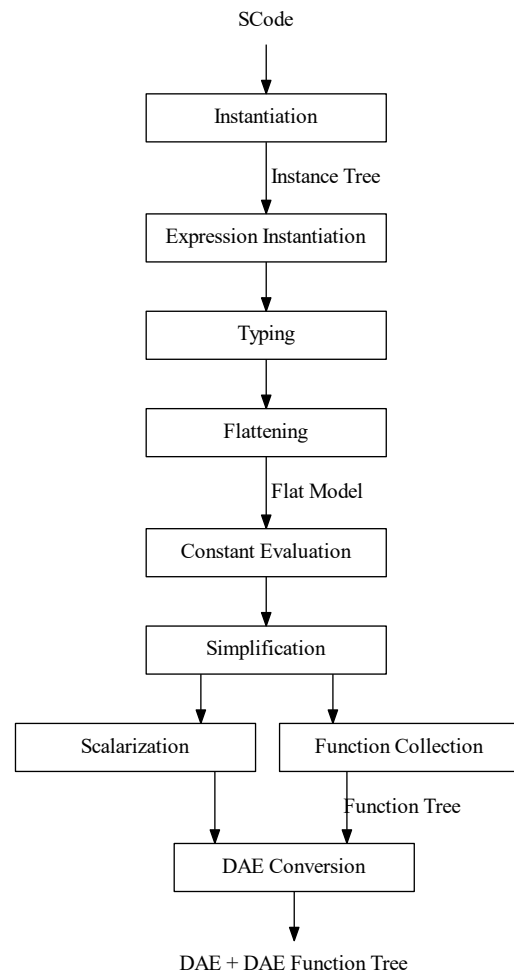 SCode
Instantiation
Instance Tree
Expression Instantiation
Typing
Flattening
Flat Model
Constant Evaluation
Simplification
Scalarization
Function Collection
Function Tree
DAE Conversion
DAE + DAE Function Tree